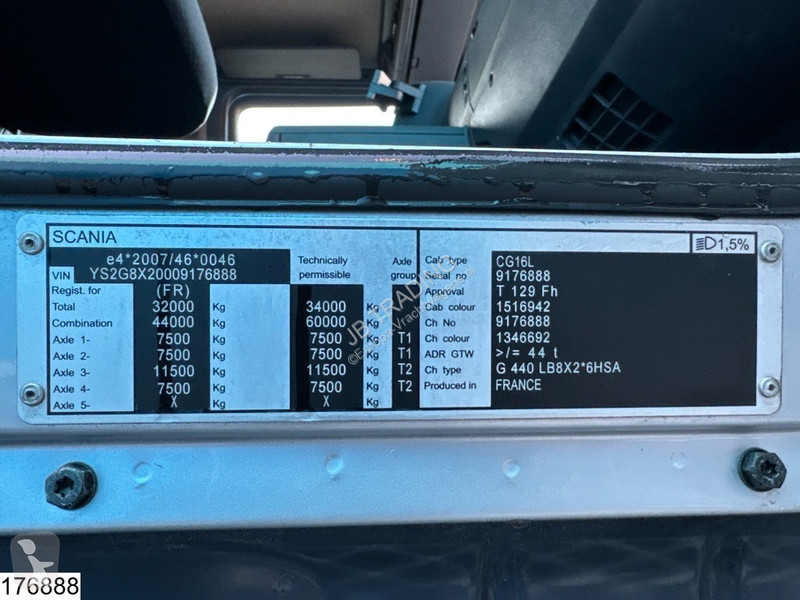 SCANIA
1,5%
e4*2007/46*0046
VIN YS2G8X20009176888
Technically permissible
Axle group
Regist. for (FR)
Total 32000 Kg 34000 Kg
Combination 44000 Kg 60000 Kg
Axle 1- 7500 Kg 7500 Kg T1
Axle 2- 7500 Kg 7500 Kg T1
Axle 3- 11500 Kg 11500 Kg T2
Axle 4- 7500 Kg 7500 Kg T2
Axle 5- X Kg X Kg
Cab type CG16L
Serial no 9176888
Approval T 129 Fh
Cab colour 1516942
Ch No 9176888
Ch colour 1346692
ADR GTW >/= 44 t
Ch type G 440 LB8X2*6HSA
Produced in FRANCE
JB TRADING
176888